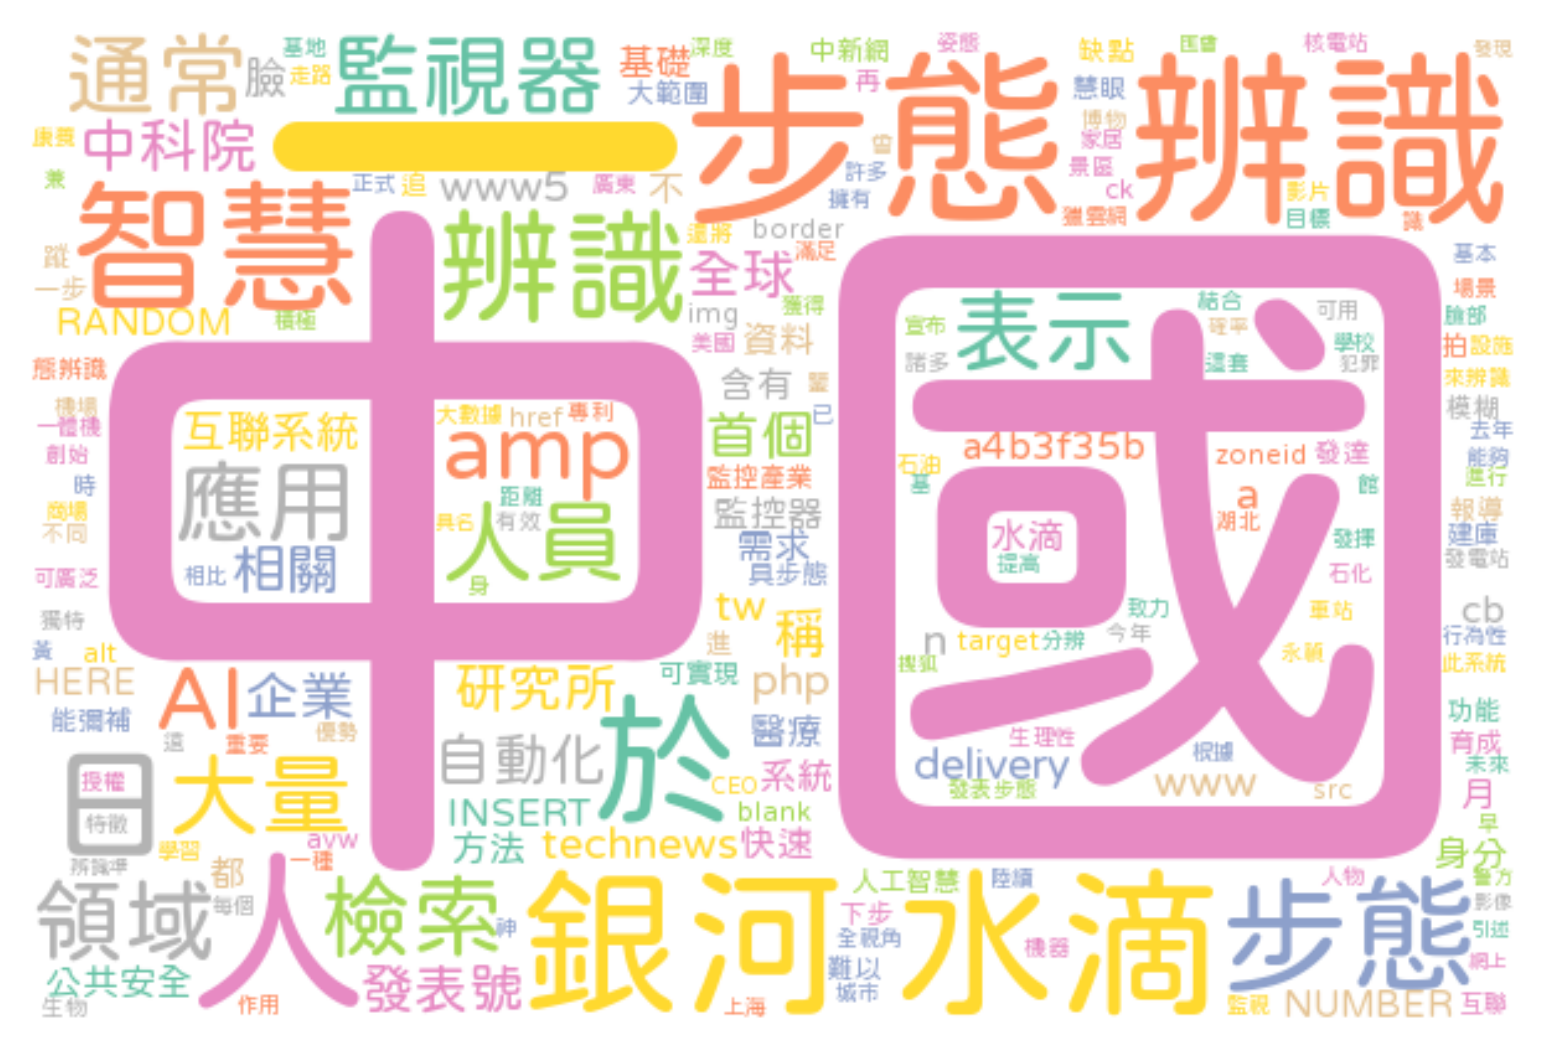 通常
臉
基地
走路
監視器
基礎
深度
大範圍
中新網
再
姿態
缺點
慧眼
博物
家居
景區
ck
核電站
發現
步態辨識
康養
中科院
一
兼
正式
追
www5
廣東
不
許多
擁有
曾
獵雲網
影片
目標
識
智慧
辨識
這將
border
滿足
全球
蹤
一步
RANDOM
積極
img
獲得
美國
資料
中國
基本
場景
臉部
拍
設施
來辨識
模糊
去年
能夠
進行
報導
建庫
發電站
態辨識
機場
一體機
創始
時
商場
不同
可廣泛
獨特
黃
alt
HERE
能彌補
互聯系統
應用
相比
相關
大數據
href
專利
amp
距離
具名
有效
人員
身
含有
已
首個
監控產業
監控器
需求
具步態
tw
稱
進
宣布
表示
結合
確率
可用
諸多
這套
學校
犯罪
a4b3f35b
zoneid
發達
石油
基
a
湖北
館
水滴
提高
發揮
石化
致力
車站
n
target
分辨
今年
搜狐
永禎
生理性
根據
delivery
發表步態
www
src
cb
行為性
此系統
功能
育成
未來
月
早
身分
AI
企業
這
重要
優勢
研究所
可實現
php
自動化
於
醫療
CEO
系統
blank
INSERT
方法
technews
快速
日
授權
特徵
大量
avw
學習
一種
都
每個
領域
人
檢索
神
銀河水滴
人工智慧
陸續
下步
全視角
難以
城市
機器
步態
人物
警方
影像
引述
網上
公共安全
生物
作用
發表號
上海
監視
NUMBER
互聯